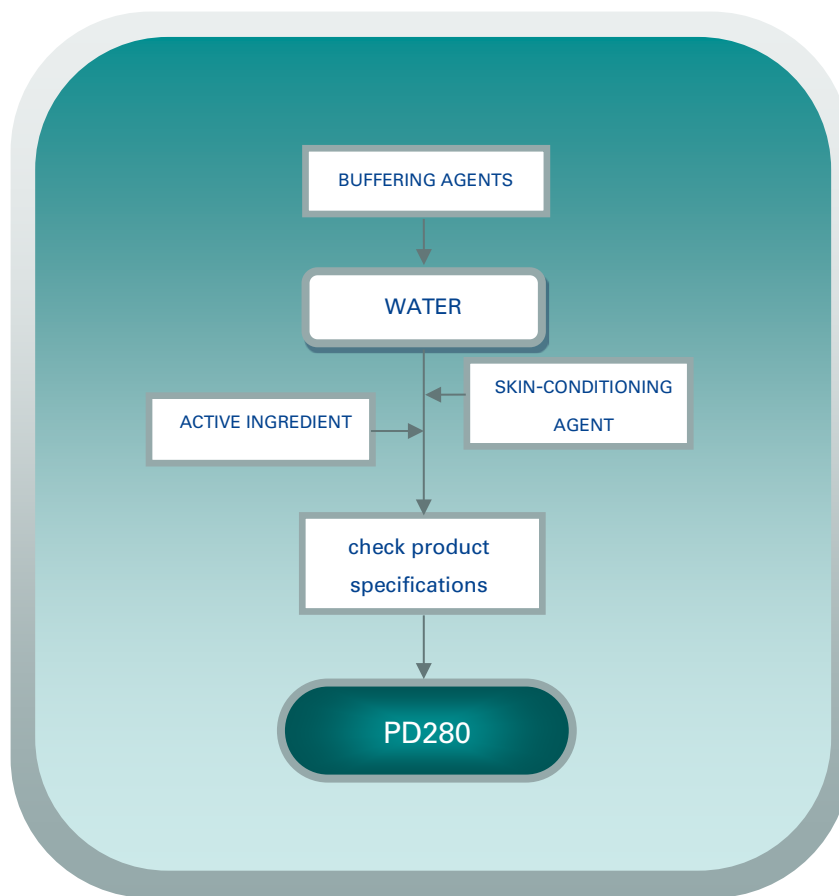 BUFFERING AGENTS
WATER
SKIN-CONDITIONING
AGENT
ACTIVE INGREDIENT
check product
specifications
PD280